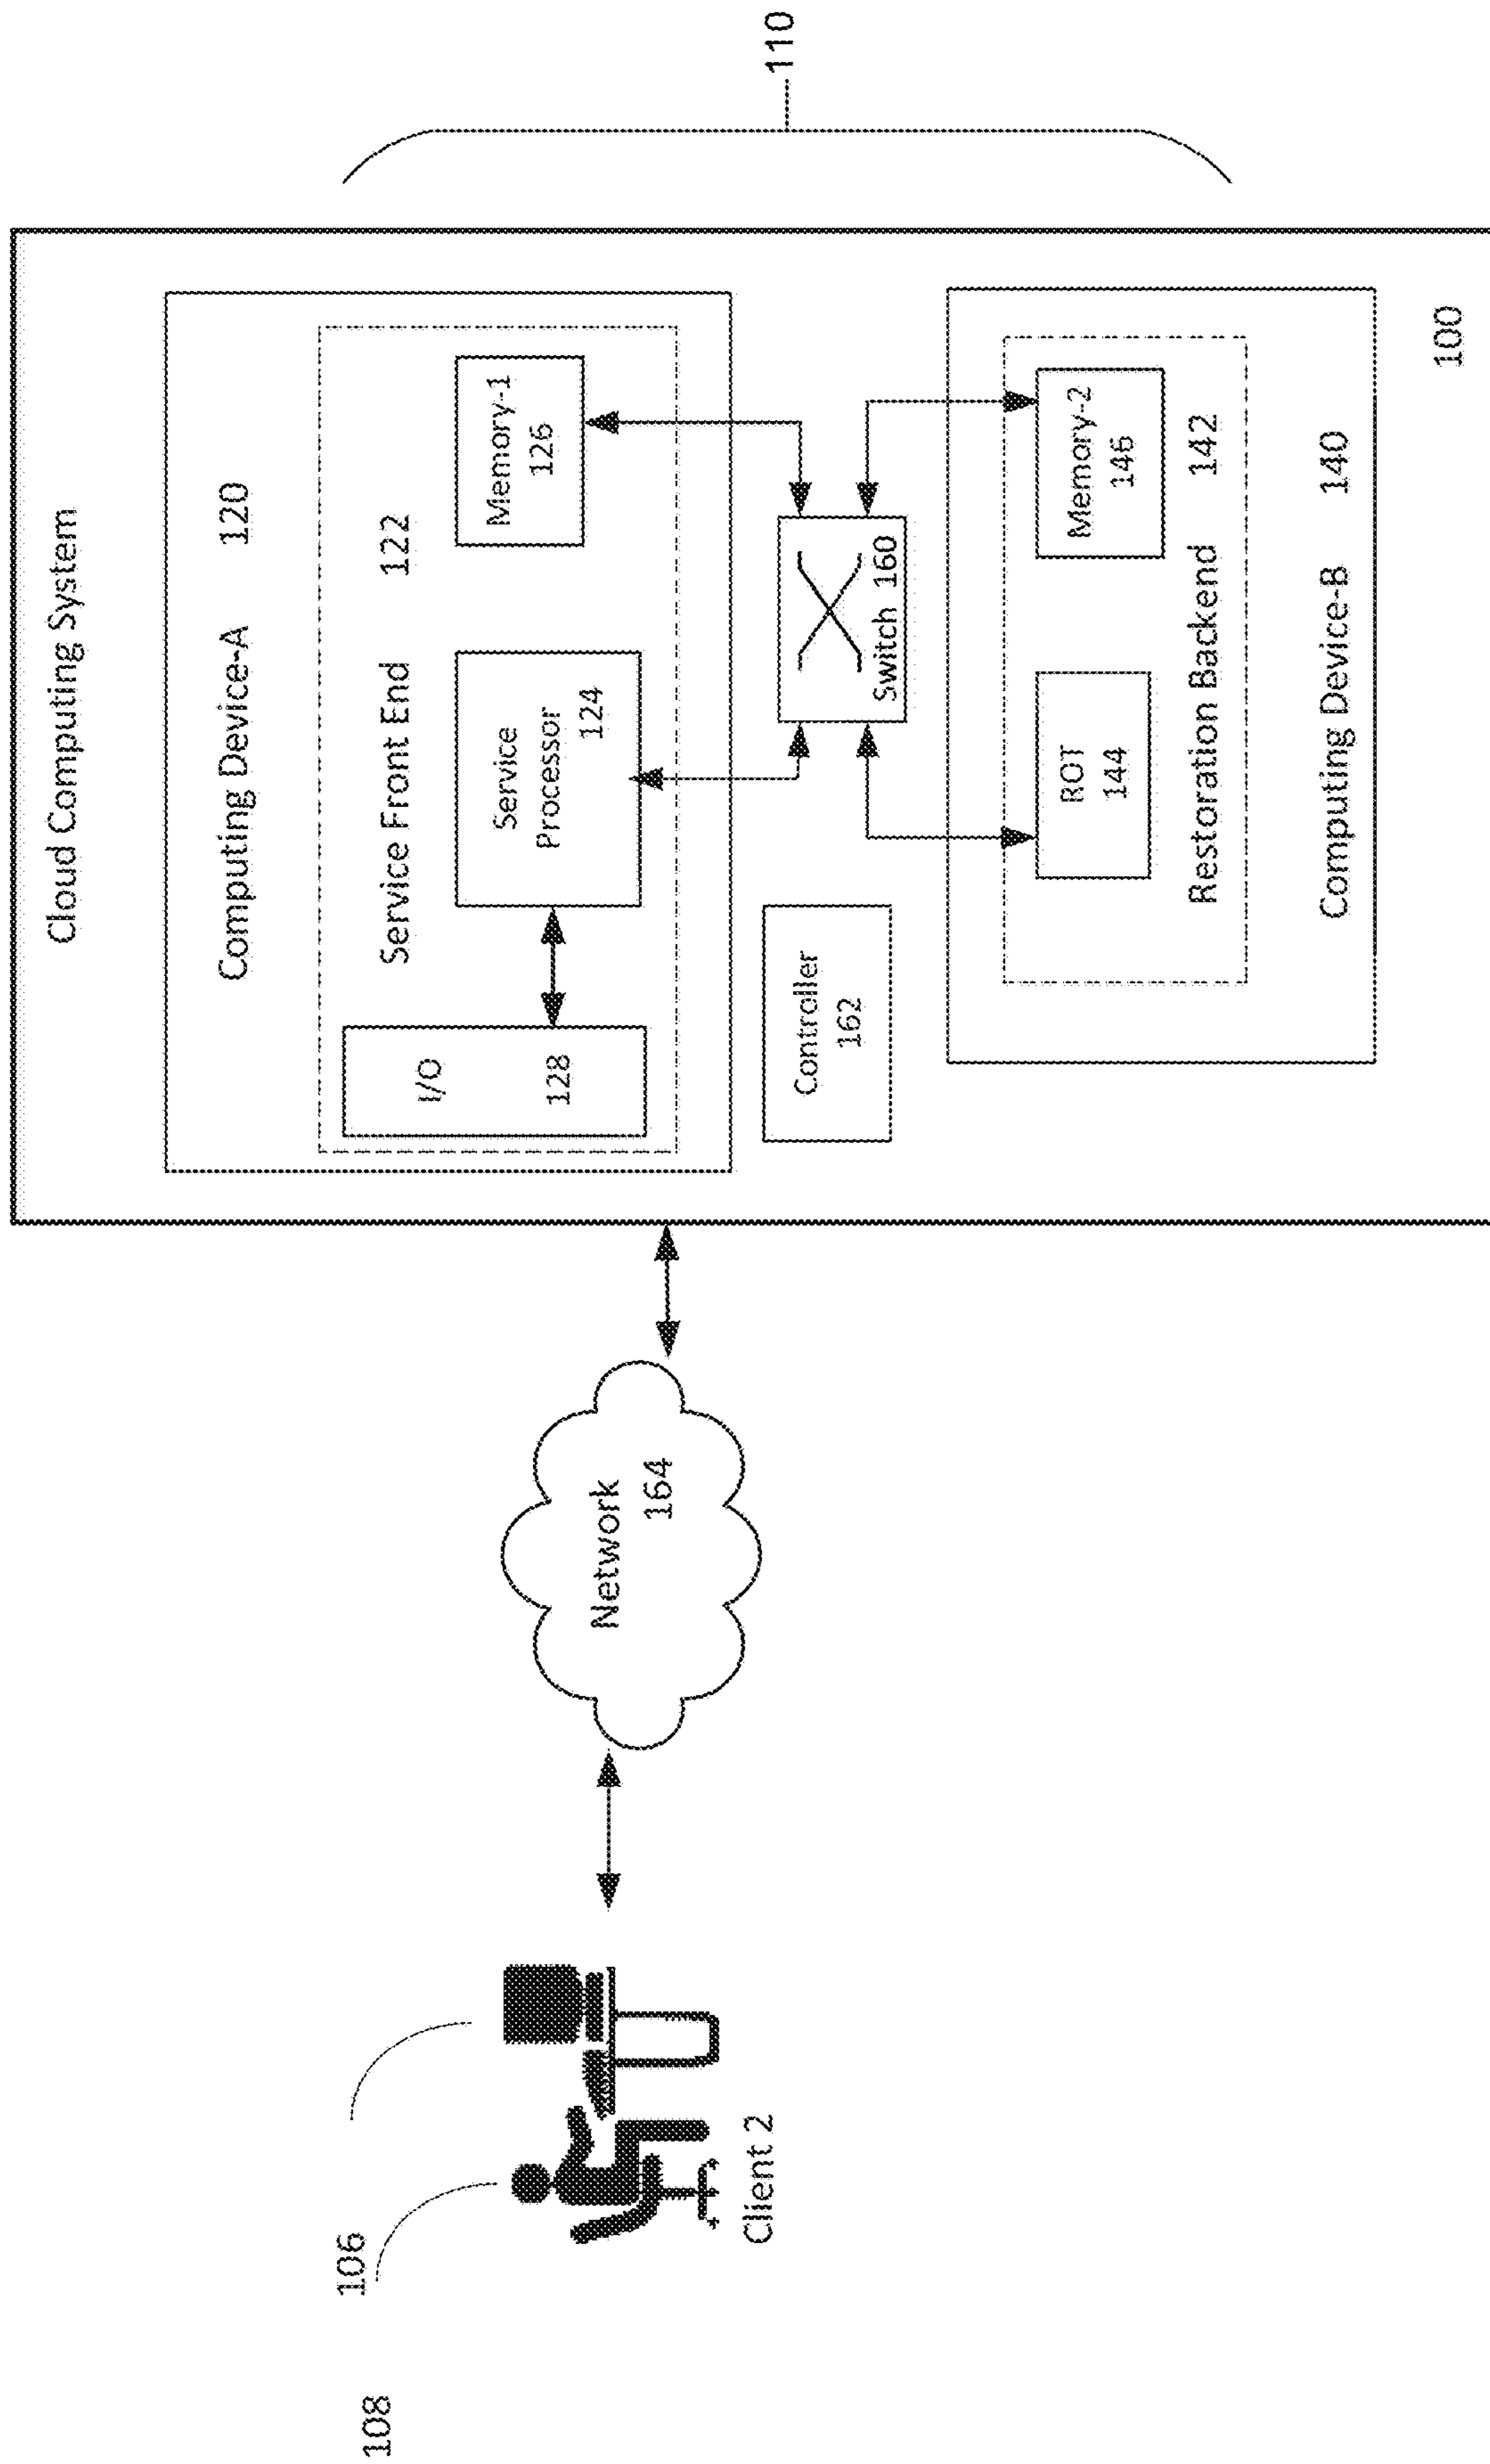 Cloud Computing System
Computing Device-A 120
Service Front End 122
I/O
128
Service
Processor
124
Memory-1
126
Controller
162
Switch 160
ROT
144
Memory-2
146
Restoration Backend 142
Computing Device-B 140
100
110
Network
164
106
108
Client 2